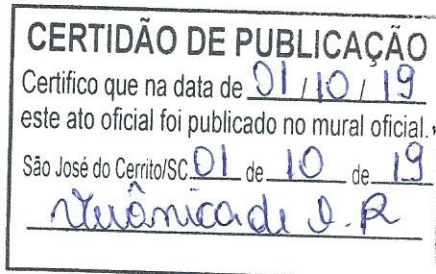 CERTIDÃO DE PUBLICAÇÃO
Certifico que na data de 01 / 10 / 19
este ato oficial foi publicado no mural oficial.
São José do Cerrito/SC 01 de 10 de 19
de R